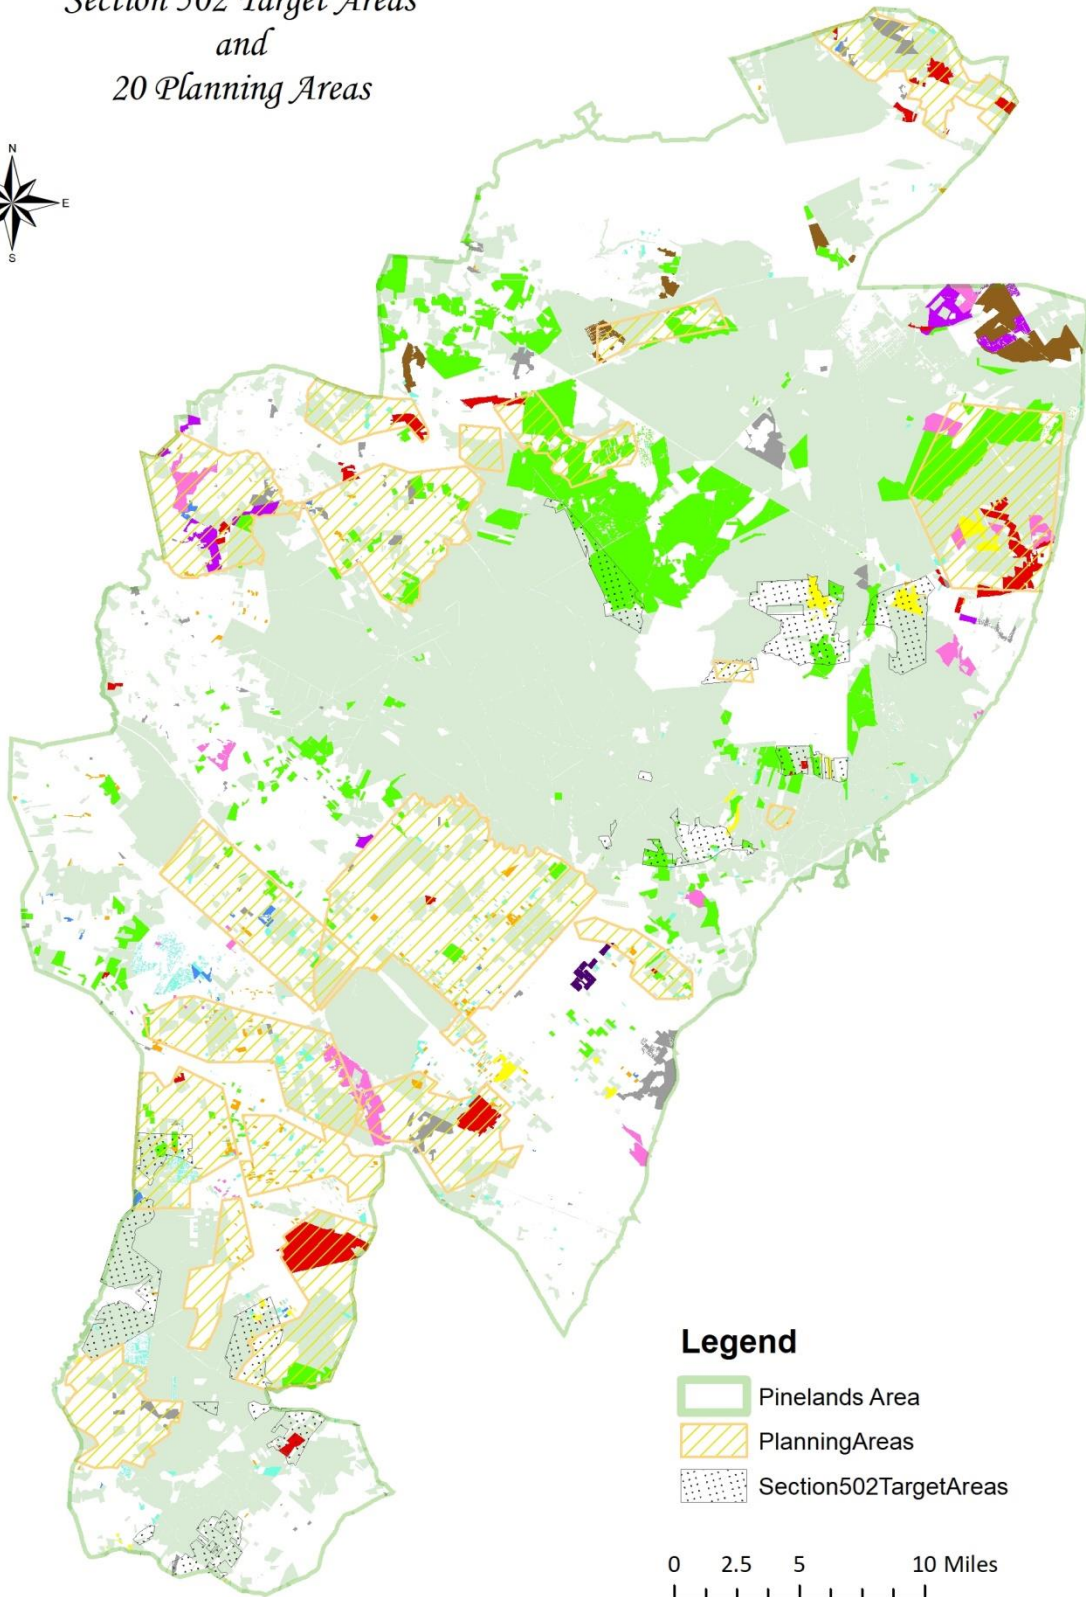 Section 502 Target Areas
and
20 Planning Areas
N
E
S
Legend
Pinelands Area
PlanningAreas
Section502TargetAreas
0 2.5 5 10 Miles